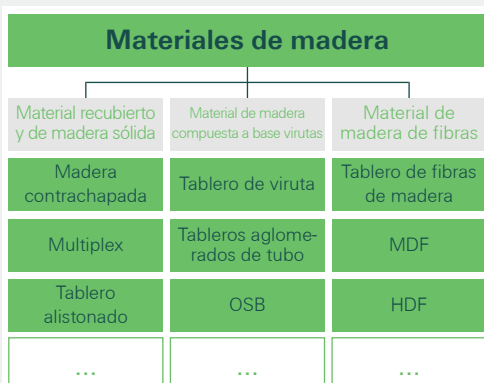 Materiales de madera
Material recubierto
y de madera sólida
Material de madera
compuesta a base virutas
Material de
madera de fibras
Madera
contrachapada
Tablero de viruta
Tablero de fibras
de madera
Multiplex
Tableros aglome-
rados de tubo
MDF
Tablero
alistonado
OSB
HDF
...
...
...